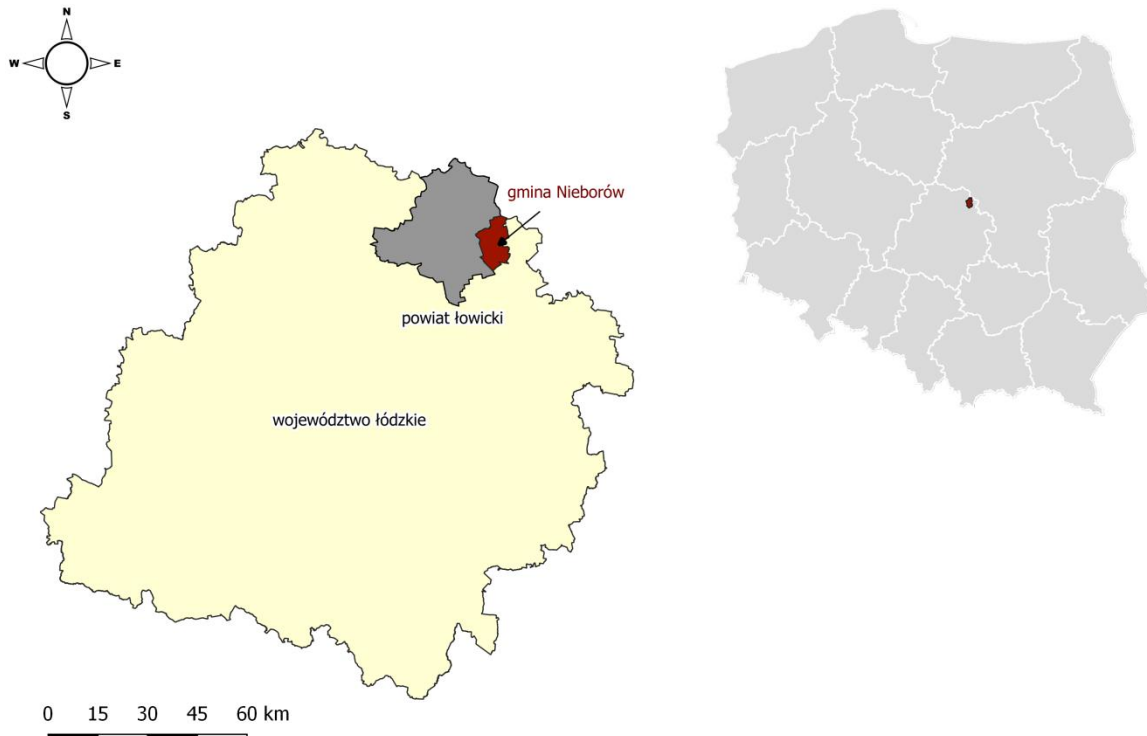 N
W E
S
gmina Nieborów
powiat łowicki
województwo łódzkie
0 15 30 45 60 km